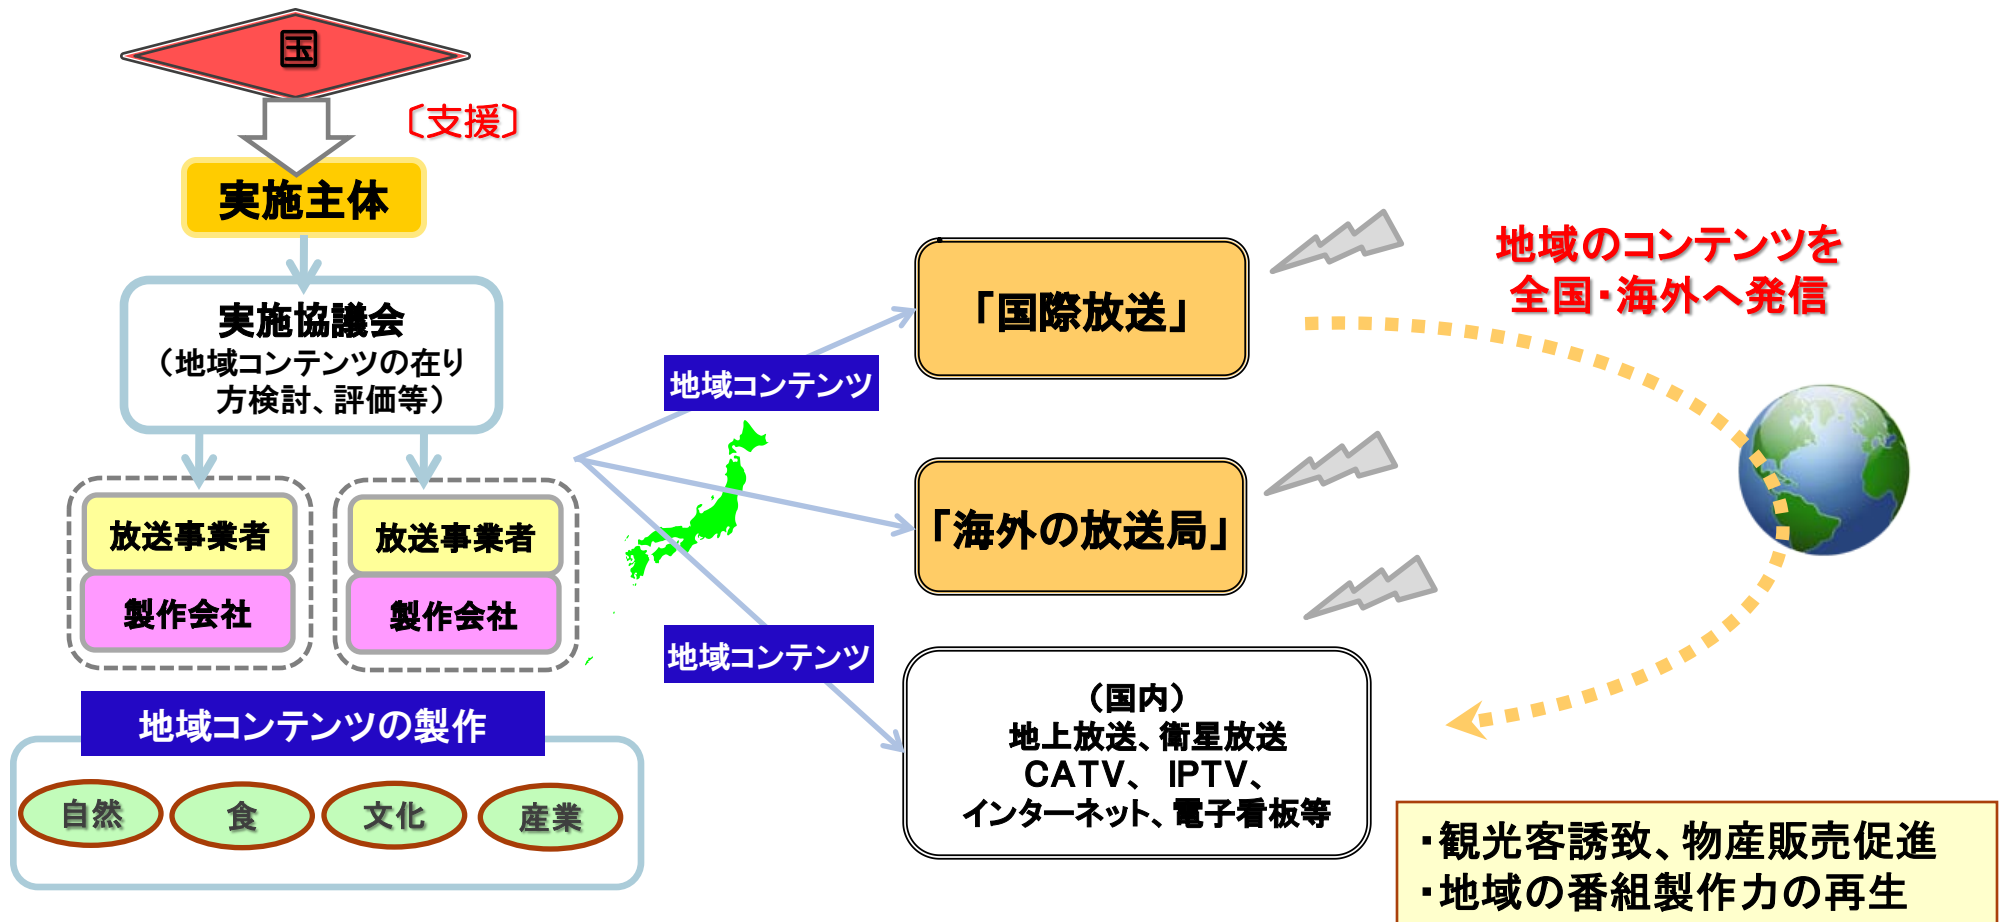 国
〔支援〕
実施主体
実施協議会
（地域コンテンツの在り
方検討、評価等）
放送事業者
製作会社
放送事業者
製作会社
地域コンテンツの製作
自然
食
文化
産業
地域コンテンツ
地域コンテンツ
「国際放送」
「海外の放送局」
（国内）
地上放送、衛星放送
CATV、 IPTV、
インターネット、電子看板等
地域のコンテンツを
全国・海外へ発信
・観光客誘致、物産販売促進
・地域の番組製作力の再生